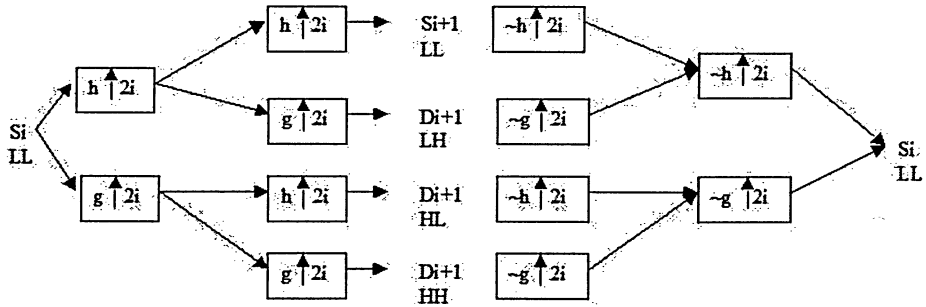 h ↑ 2i
Si+1
LL
~h ↑ 2i
h ↑ 2i
~h ↑ 2i
g ↑ 2i
Di+1
LH
~g ↑ 2i
Si
LL
Si
LL
g ↑ 2i
h ↑ 2i
Di+1
HL
~h ↑ 2i
~g ↑ 2i
g ↑ 2i
Di+1
HH
~g ↑ 2i